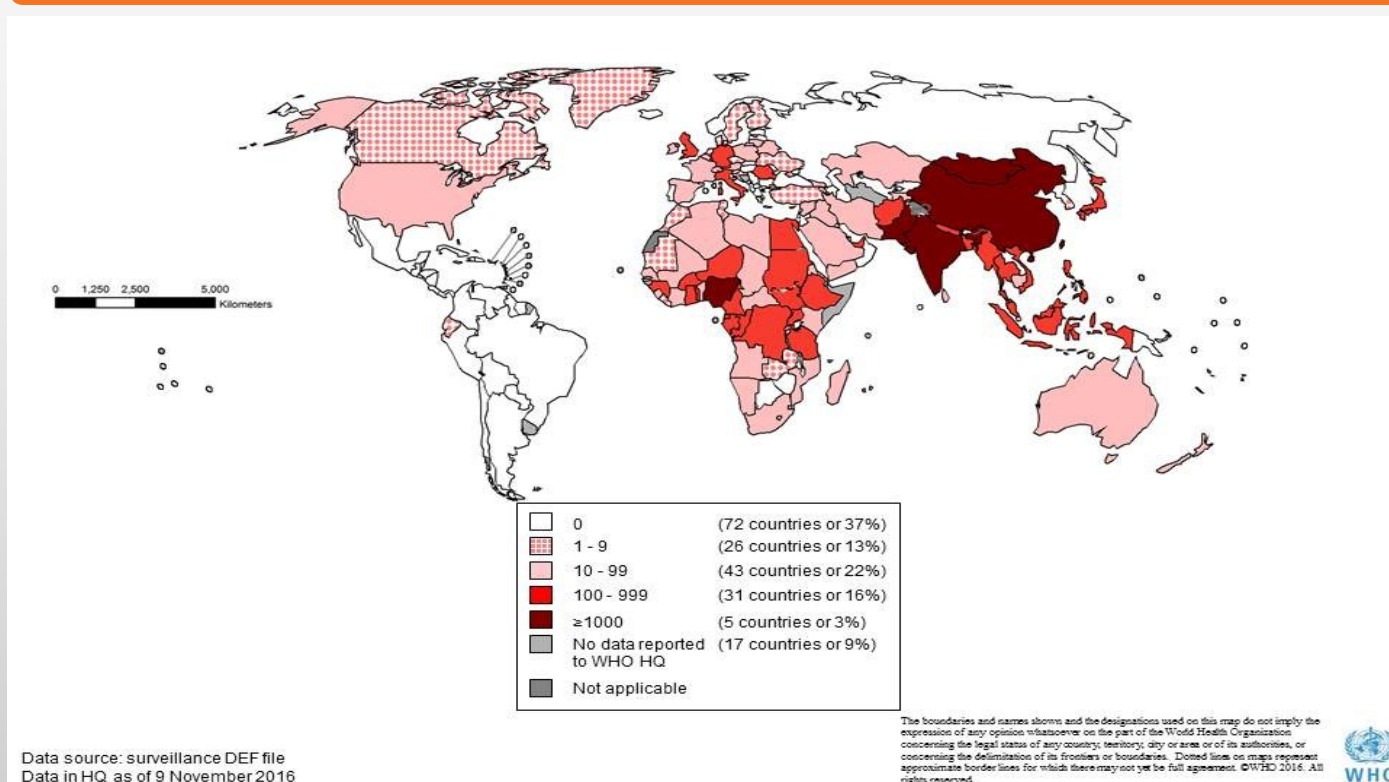 0 1,250 2,500 5,000
Kilometers
0 (72 countries or 37%)
1 - 9 (26 countries or 13%)
10 - 99 (43 countries or 22%)
100 - 999 (31 countries or 16%)
≥1000 (5 countries or 3%)
No data reported (17 countries or 9%)
to WHO HQ
Not applicable
Data source: surveillance DEF file
Data in HQ as of 9 November 2016
The boundaries and names shown and the designations used on this map do not imply the
expression of any opinion whatsoever on the part of the World Health Organization
concerning the legal status of any country, territory, city or area or of its authorities, or
concerning the delimitation of its frontiers or boundaries. Dotted lines on maps represent
approximate border lines for which there may not yet be full agreement. ©WHO 2016. All
rights reserved.
WHO